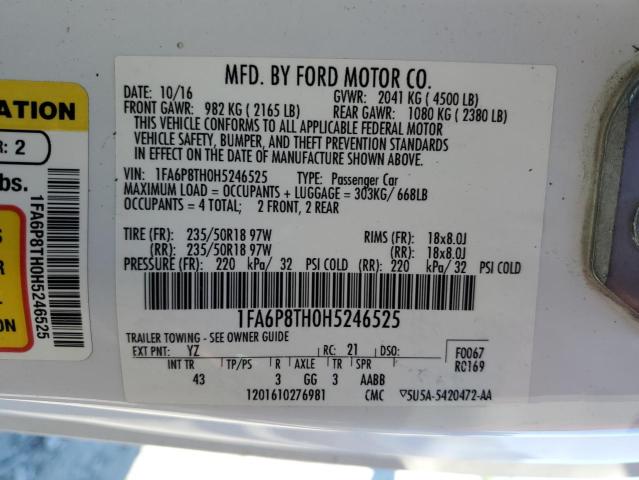 MFD. BY FORD MOTOR CO.
DATE: 10/16 GVWR: 2041 KG ( 4500 LB)
FRONT GAWR: 982 KG ( 2165 LB) REAR GAWR: 1080 KG ( 2380 LB)
THIS VEHICLE CONFORMS TO ALL APPLICABLE FEDERAL MOTOR
VEHICLE SAFETY, BUMPER, AND THEFT PREVENTION STANDARDS
IN EFFECT ON THE DATE OF MANUFACTURE SHOWN ABOVE.
VIN: 1FA6P8TH0H5246525 TYPE: Passenger Car
MAXIMUM LOAD = OCCUPANTS + LUGGAGE = 303KG/ 668LB
OCCUPANTS = 4 TOTAL; 2 FRONT, 2 REAR
TIRE (FR): 235/50R18 97W RIMS (FR): 18x8.0J
(RR): 235/50R18 97W (RR): 18x8.0J
PRESSURE (FR): 220 kPa/ 32 PSI COLD (RR): 220 kPa/ 32 PSI COLD
1FA6P8TH0H5246525
TRAILER TOWING - SEE OWNER GUIDE
EXT PNT: YZ RC: 21 DSO: F0067
INT TR TP/PS R AXLE TR SPR RC169
43 3 GG 3 AABB
1201610276981 CMC ▽5U5A-5420472-AA
ATION
R: 2
bs.
S
R
ION
1FA6P8TH0H5246525